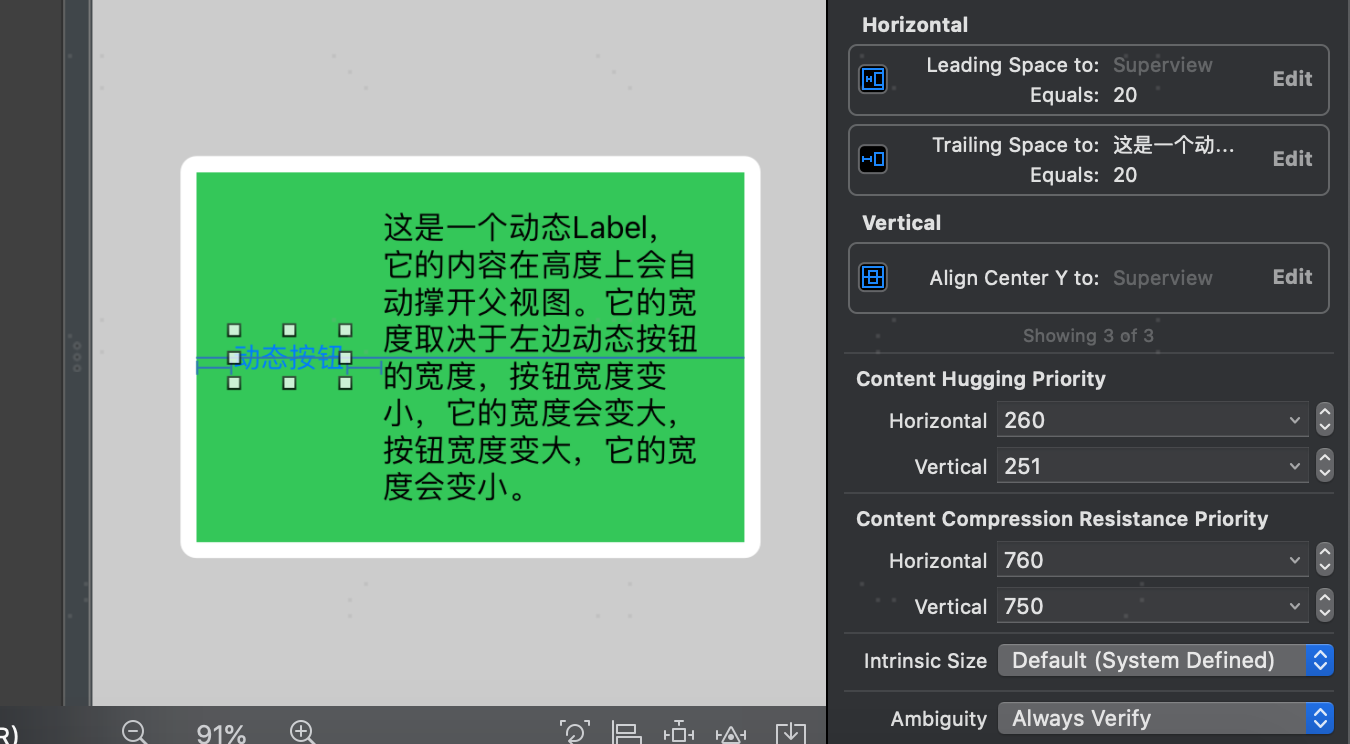 动态按钮
这是一个动态Label,
它的内容在高度上会自
动撑开父视图。它的宽
度取决于左边动态按钮
的宽度，按钮宽度变
小，它的宽度会变大，
按钮宽度变大，它的宽
度会变小。
R)
91%
Horizontal
Leading Space to: Superview
Equals: 20
Edit
Trailing Space to: 这是一个动...
Equals: 20
Edit
Vertical
Align Center Y to: Superview
Edit
Showing 3 of 3
Content Hugging Priority
Horizontal 260
Vertical 251
Content Compression Resistance Priority
Horizontal 760
Vertical 750
Intrinsic Size Default (System Defined)
Ambiguity Always Verify